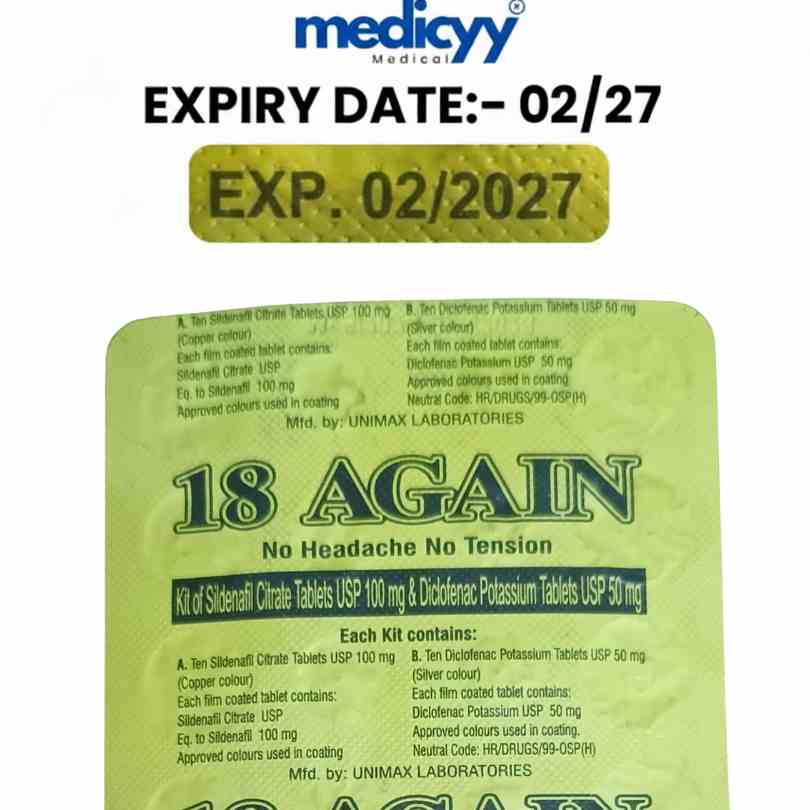 medicyy
Medical
EXPIRY DATE:- 02/27
EXP. 02/2027
A. Ten Sildenafil Citrate Tablets USP 100 mg
(Copper colour)
Each film coated tablet contains:
Sildenafil Citrate USP
Eq. to Sildenafil 100 mg
Approved colours used in coating
B. Ten Diclofenac Potassium Tablets USP 50 mg
(Silver colour)
Each film coated tablet contains:
Diclofenac Potassium USP 50 mg
Approved colours used in coating
Neutral Code: HR/DRUGS/99-OSP(H)
Mfd. by: UNIMAX LABORATORIES
18 AGAIN
No Headache No Tension
Kit of Sildenafil Citrate Tablets USP 100 mg & Diclofenac Potassium Tablets USP 50 mg
Each Kit contains:
A. Ten Sildenafil Citrate Tablets USP 100 mg
(Copper colour)
Each film coated tablet contains:
Sildenafil Citrate USP
Eq. to Sildenafil 100 mg
Approved colours used in coating
B. Ten Diclofenac Potassium Tablets USP 50 mg
(Silver colour)
Each film coated tablet contains:
Diclofenac Potassium USP 50 mg
Approved colours used in coating.
Neutral Code: HR/DRUGS/99-OSP(H)
Mfd. by: UNIMAX LABORATORIES
18 AGAIN